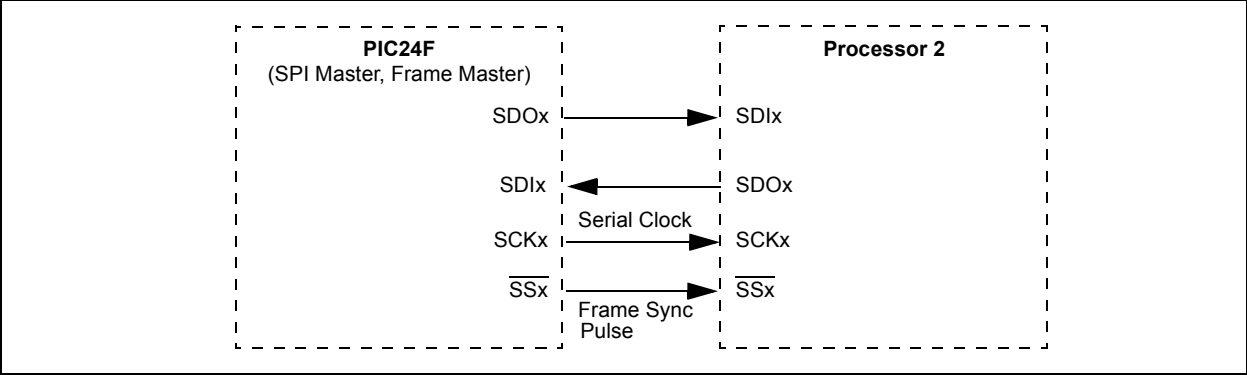 PIC24F
(SPI Master, Frame Master)
Processor 2
SDOx
SDIx
SDIx
SDOx
Serial Clock
SCKx
SCKx
SSx
SSx
Frame Sync
Pulse